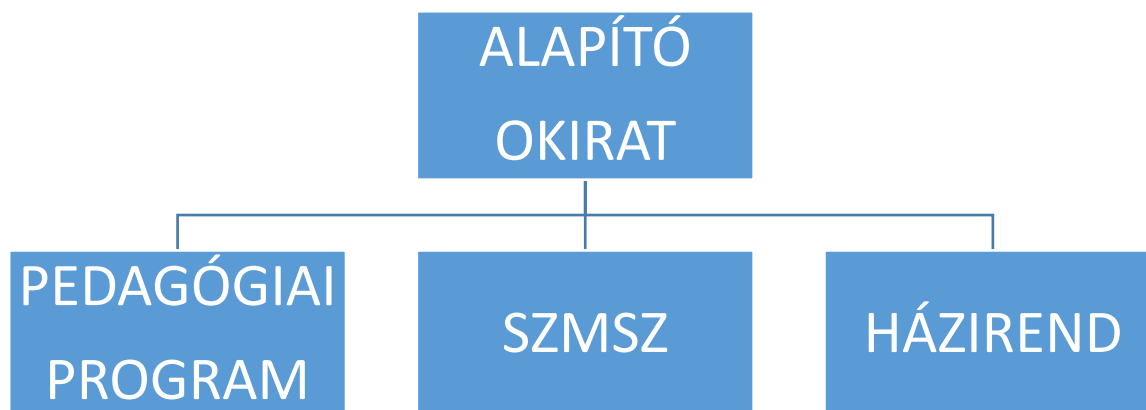 ALAPÍTÓ
OKIRAT
PEDAGÓGIAI
PROGRAM
SZMSZ
HÁZIREND